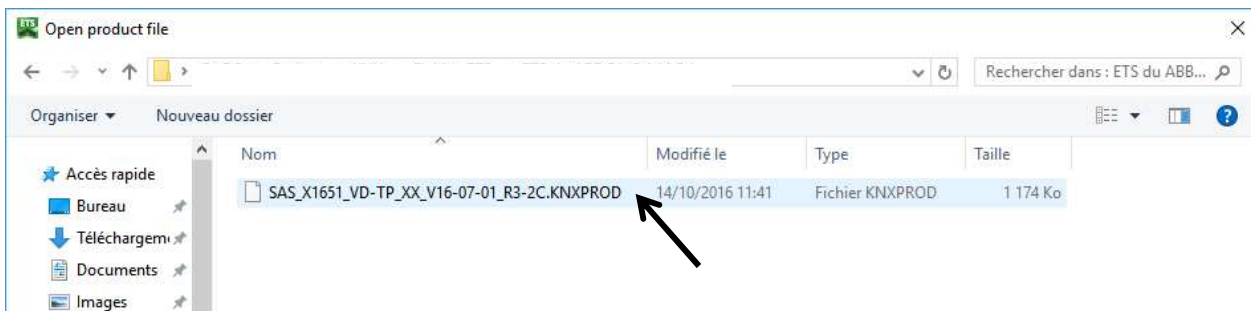 ETS Open product file
Rechercher dans : ETS du ABB...
Organiser Nouveau dossier
Nom Modifié le Type Taille
Accès rapide
SAS_X1651_VD-TP_XX_V16-07-01_R3-2C.KNXPROD 14/10/2016 11:41 Fichier KNXPROD 1 174 Ko
Bureau
Téléchargem
Documents
Images